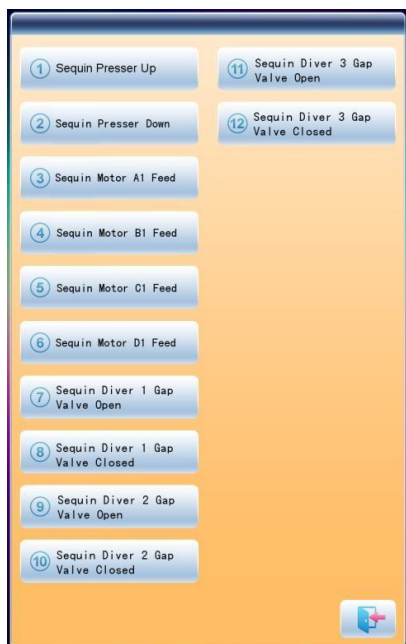 1 Sequin Presser Up
2 Sequin Presser Down
3 Sequin Motor A1 Feed
4 Sequin Motor B1 Feed
5 Sequin Motor C1 Feed
6 Sequin Motor D1 Feed
7 Sequin Diver 1 Gap
Valve Open
8 Sequin Diver 1 Gap
Valve Closed
9 Sequin Diver 2 Gap
Valve Open
10 Sequin Diver 2 Gap
Valve Closed
11 Sequin Diver 3 Gap
Valve Open
12 Sequin Diver 3 Gap
Valve Closed